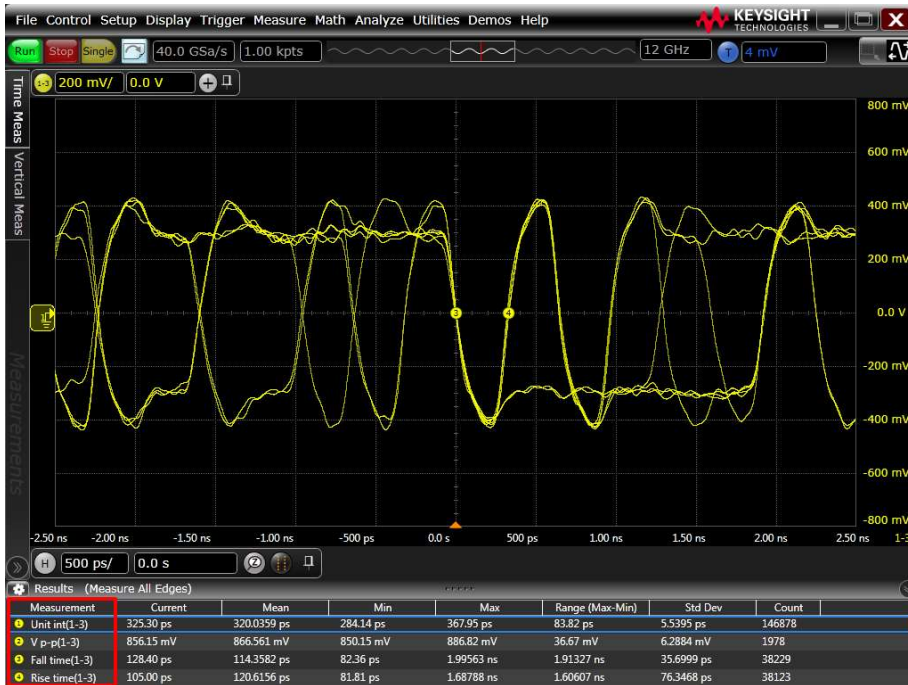 File Control Setup Display Trigger Measure Math Analyze Utilities Demos Help KEYSIGHT TECHNOLOGIES
Run Stop Single 40.0 GSa/s 1.00 kpts 12 GHz T 4 mV
1-3 200 mV/ 0.0 V
Time Meas
Vertical Meas
Measurements
800 mV
600 mV
400 mV
200 mV
0.0 V
-200 mV
-400 mV
-600 mV
-800 mV
3 4
-2.50 ns -2.00 ns -1.50 ns -1.00 ns -500 ps 0.0 s 500 ps 1.00 ns 1.50 ns 2.00 ns 2.50 ns 1-3
H 500 ps/ 0.0 s
Results (Measure All Edges)
Measurement Current Mean Min Max Range (Max-Min) Std Dev Count
1 Unit int(1-3) 325.30 ps 320.0359 ps 284.14 ps 367.95 ps 83.82 ps 5.5395 ps 146878
2 V p-p(1-3) 856.15 mV 866.561 mV 850.15 mV 886.82 mV 36.67 mV 6.2884 mV 1978
3 Fall time(1-3) 128.40 ps 114.3582 ps 82.36 ps 1.99563 ns 1.91327 ns 35.6999 ps 38229
4 Rise time(1-3) 105.00 ps 120.6156 ps 81.81 ps 1.68788 ns 1.60607 ns 76.3468 ps 38123